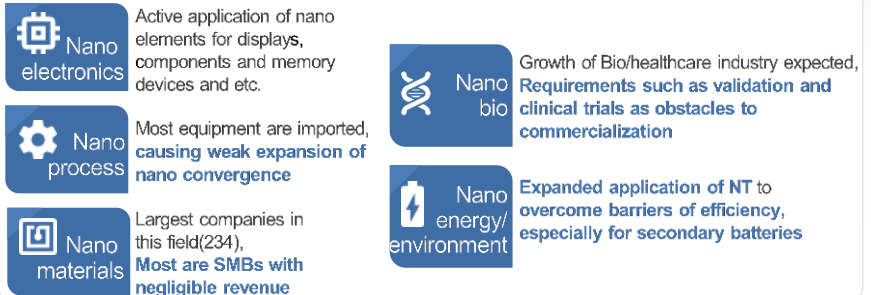 Nano
electronics
Active application of nano
elements for displays,
components and memory
devices and etc.
Nano
process
Most equipment are imported,
causing weak expansion of
nano convergence
Nano
materials
Largest companies in
this field(234),
Most are SMBs with
negligible revenue
Nano
bio
Growth of Bio/healthcare industry expected,
Requirements such as validation and
clinical trials as obstacles to
commercialization
Nano
energy/
environment
Expanded application of NT to
overcome barriers of efficiency,
especially for secondary batteries